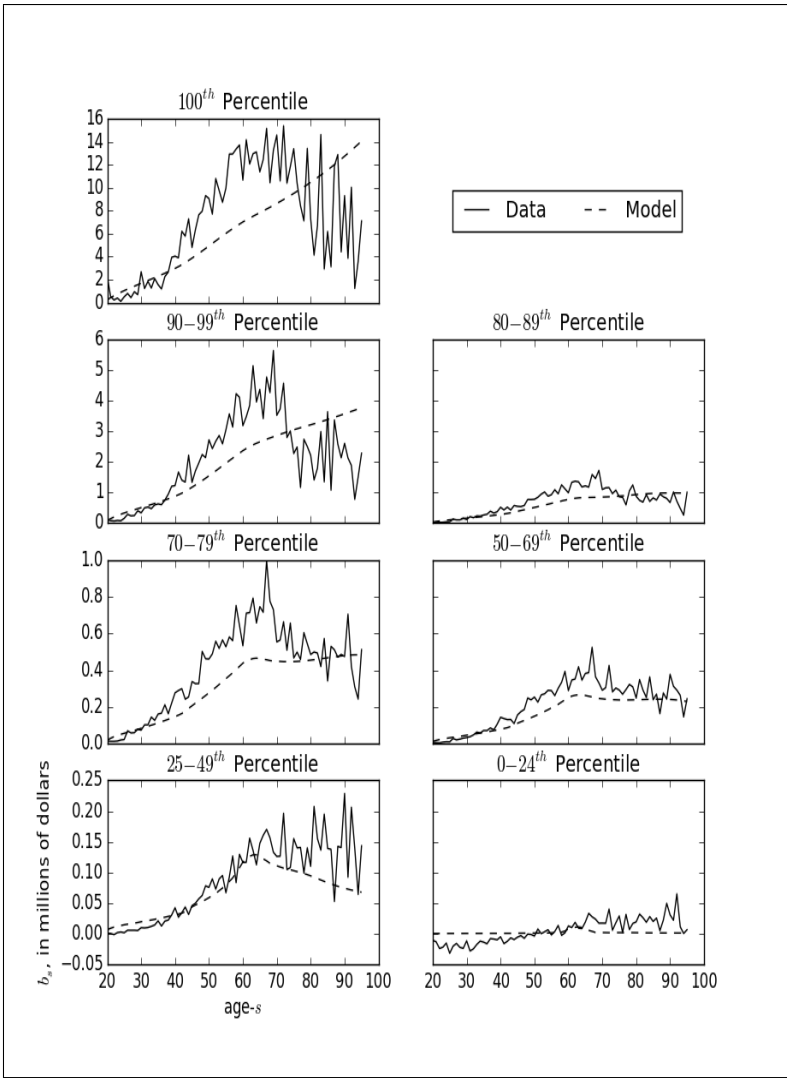 100th Percentile
16
14
12
10
8
6
4
2
0
Data Model
90–99th Percentile
6
5
4
3
2
1
0
80–89th Percentile
70–79th Percentile
1.0
0.8
0.6
0.4
0.2
0.0
50–69th Percentile
25–49th Percentile
0.25
0.20
0.15
0.10
0.05
0.00
−0.05
20 30 40 50 60 70 80 90 100
age-s
b_s, in millions of dollars
0–24th Percentile
20 30 40 50 60 70 80 90 100